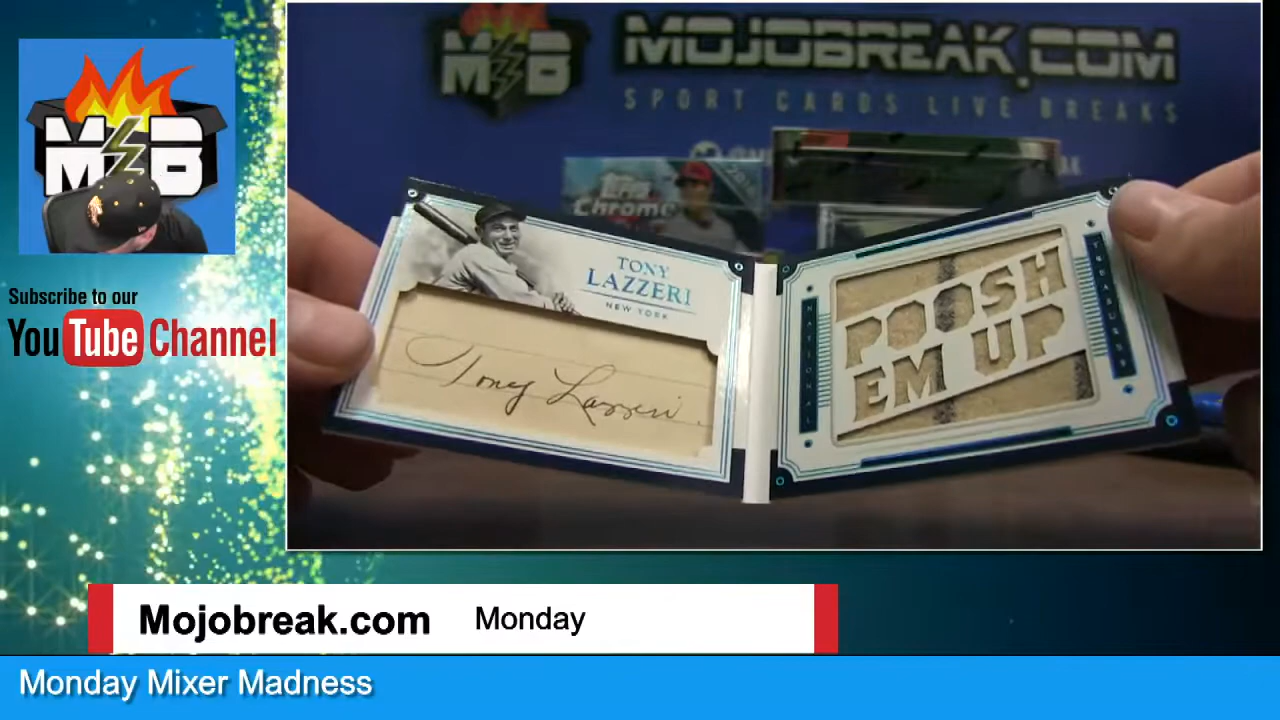 M B
MOJOBREAK.COM
SPORT CARDS LIVE BREAKS
M B
Topps
Chrome
TONY
LAZZERI
NEW YORK
Tony Lazzeri.
NATIONAL
POOSH
EM UP
TREASURES
Subscribe to our
YouTube Channel
Mojobreak.com Monday
Monday Mixer Madness